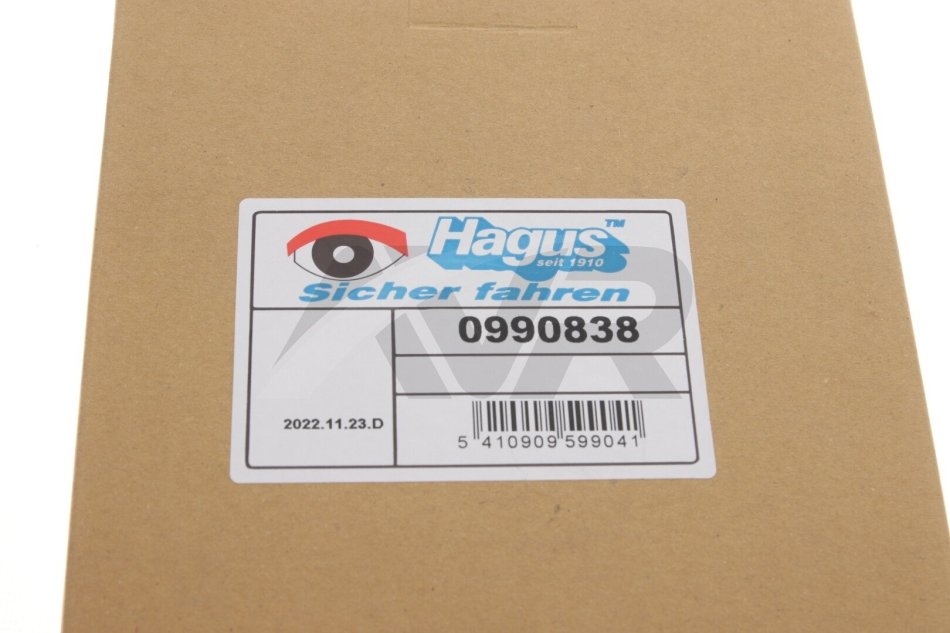 Hagus™
seit 1910
Sicher fahren
0990838
2022.11.23.D
5 410909 599041